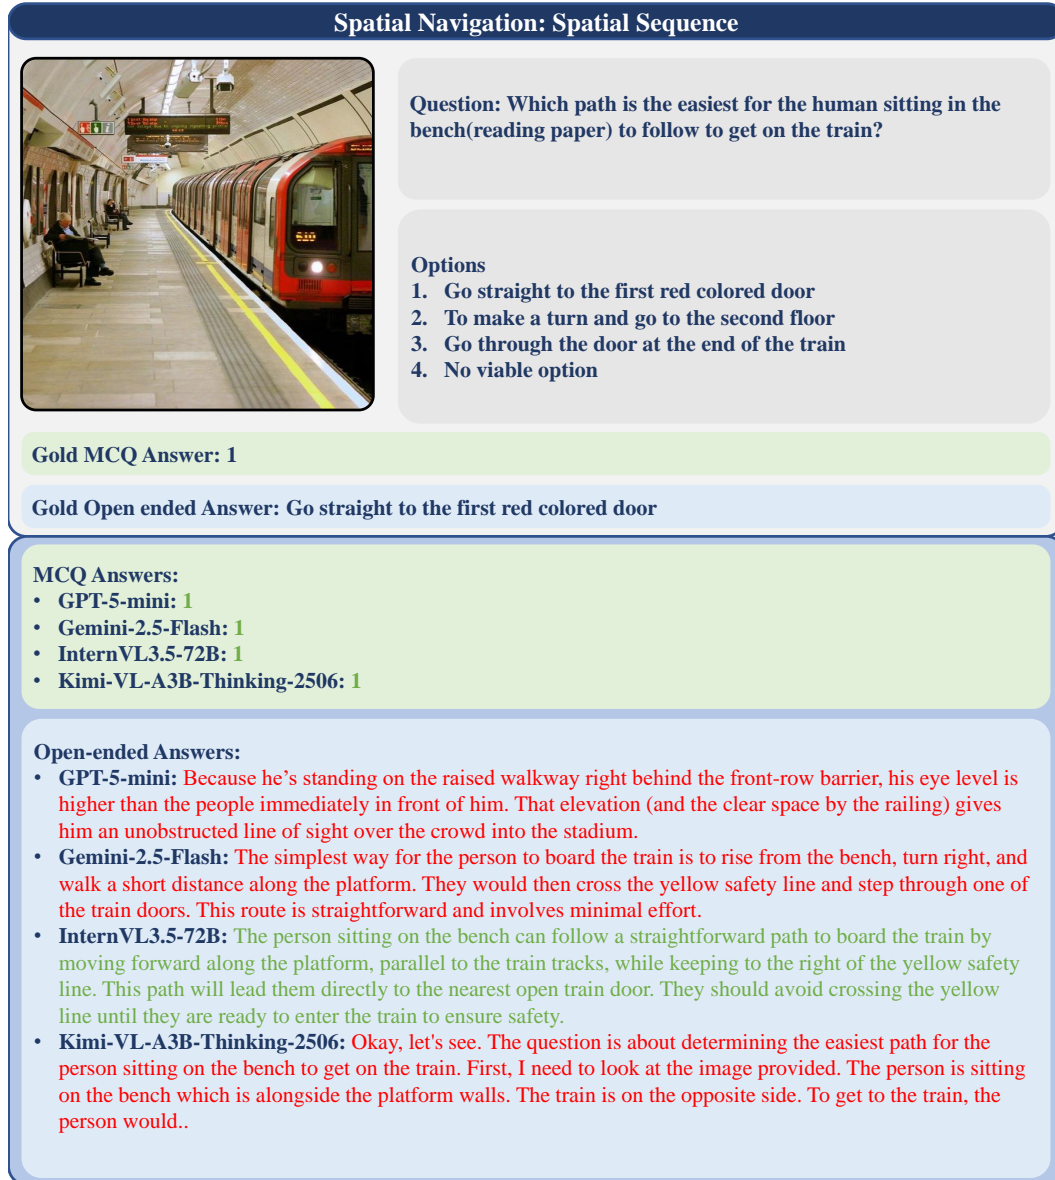 Spatial Navigation: Spatial Sequence
610
Question: Which path is the easiest for the human sitting in the
bench(reading paper) to follow to get on the train?
Options
1. Go straight to the first red colored door
2. To make a turn and go to the second floor
3. Go through the door at the end of the train
4. No viable option
Gold MCQ Answer: 1
Gold Open ended Answer: Go straight to the first red colored door
MCQ Answers:
• GPT-5-mini: 1
• Gemini-2.5-Flash: 1
• InternVL3.5-72B: 1
• Kimi-VL-A3B-Thinking-2506: 1
Open-ended Answers:
• GPT-5-mini: Because he’s standing on the raised walkway right behind the front-row barrier, his eye level is
higher than the people immediately in front of him. That elevation (and the clear space by the railing) gives
him an unobstructed line of sight over the crowd into the stadium.
• Gemini-2.5-Flash: The simplest way for the person to board the train is to rise from the bench, turn right, and
walk a short distance along the platform. They would then cross the yellow safety line and step through one of
the train doors. This route is straightforward and involves minimal effort.
• InternVL3.5-72B: The person sitting on the bench can follow a straightforward path to board the train by
moving forward along the platform, parallel to the train tracks, while keeping to the right of the yellow safety
line. This path will lead them directly to the nearest open train door. They should avoid crossing the yellow
line until they are ready to enter the train to ensure safety.
• Kimi-VL-A3B-Thinking-2506: Okay, let's see. The question is about determining the easiest path for the
person sitting on the bench to get on the train. First, I need to look at the image provided. The person is sitting
on the bench which is alongside the platform walls. The train is on the opposite side. To get to the train, the
person would..